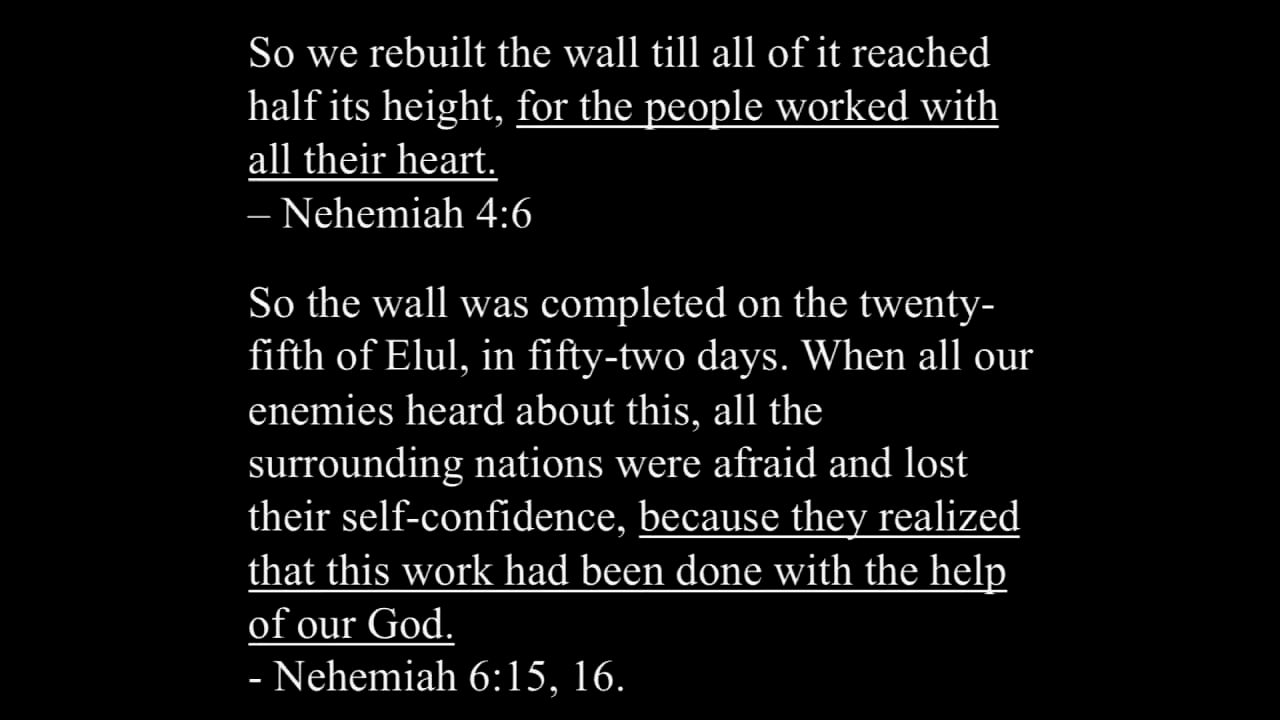 So we rebuilt the wall till all of it reached
half its height, for the people worked with
all their heart.
– Nehemiah 4:6
So the wall was completed on the twenty-
fifth of Elul, in fifty-two days. When all our
enemies heard about this, all the
surrounding nations were afraid and lost
their self-confidence, because they realized
that this work had been done with the help
of our God.
- Nehemiah 6:15, 16.